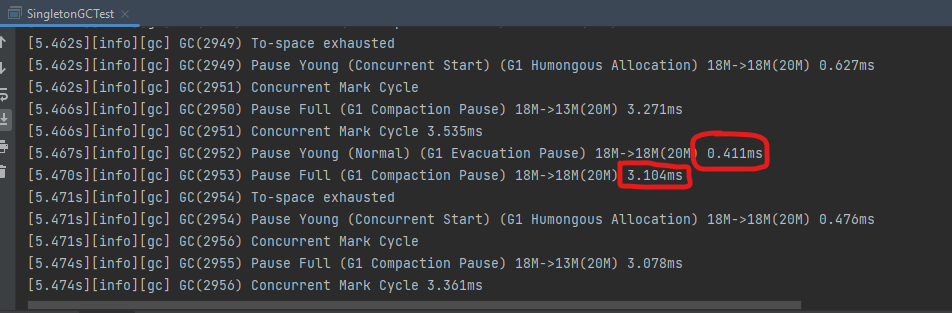 SingletonGCTest
[5.462s][info][gc] GC(2949) To-space exhausted
[5.462s][info][gc] GC(2949) Pause Young (Concurrent Start) (G1 Humongous Allocation) 18M->18M(20M) 0.627ms
[5.462s][info][gc] GC(2951) Concurrent Mark Cycle
[5.466s][info][gc] GC(2950) Pause Full (G1 Compaction Pause) 18M->13M(20M) 3.271ms
[5.466s][info][gc] GC(2951) Concurrent Mark Cycle 3.535ms
[5.467s][info][gc] GC(2952) Pause Young (Normal) (G1 Evacuation Pause) 18M->18M(20M) 0.411ms
[5.470s][info][gc] GC(2953) Pause Full (G1 Compaction Pause) 18M->18M(20M) 3.104ms
[5.471s][info][gc] GC(2954) To-space exhausted
[5.471s][info][gc] GC(2954) Pause Young (Concurrent Start) (G1 Humongous Allocation) 18M->18M(20M) 0.476ms
[5.471s][info][gc] GC(2956) Concurrent Mark Cycle
[5.474s][info][gc] GC(2955) Pause Full (G1 Compaction Pause) 18M->13M(20M) 3.078ms
[5.474s][info][gc] GC(2956) Concurrent Mark Cycle 3.361ms